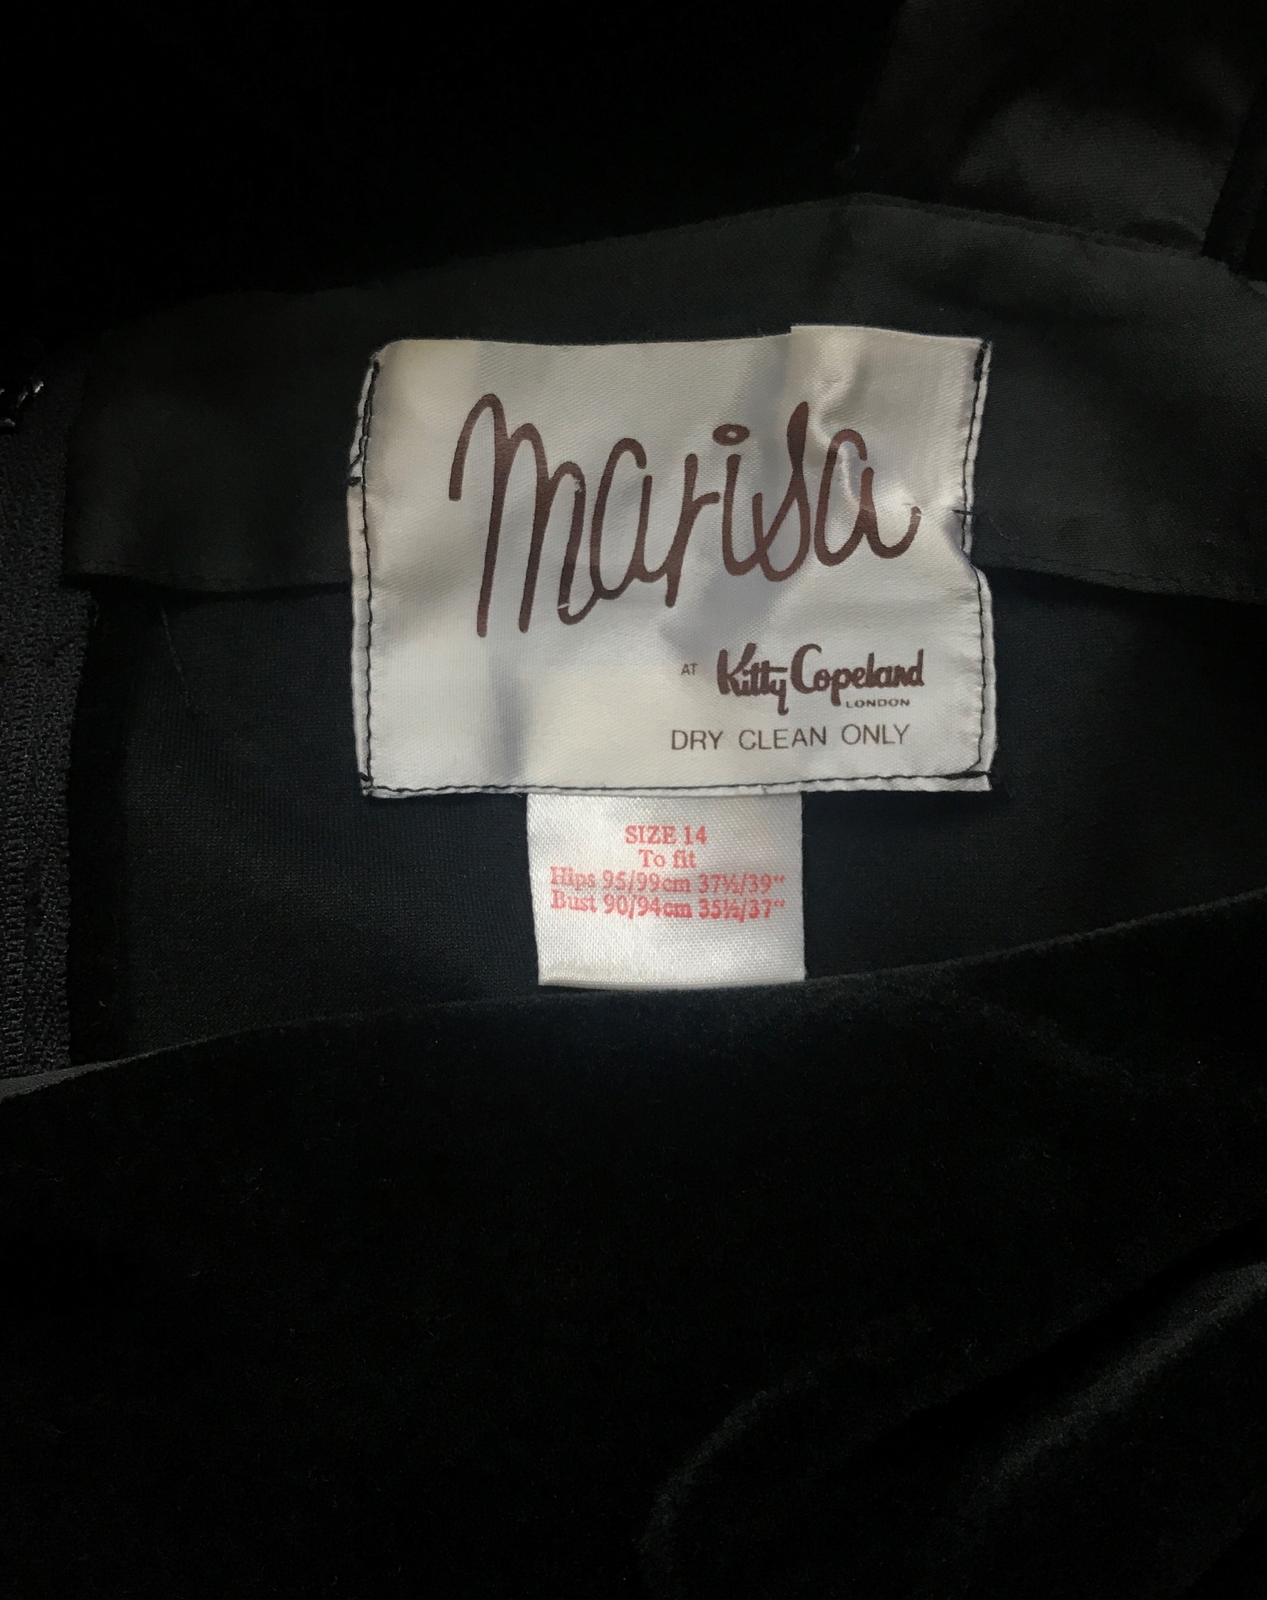 marisa
AT Kitty Copeland
LONDON
DRY CLEAN ONLY
SIZE 14
To fit
Hips 95/99cm 37½/39"
Bust 90/94cm 35½/37"